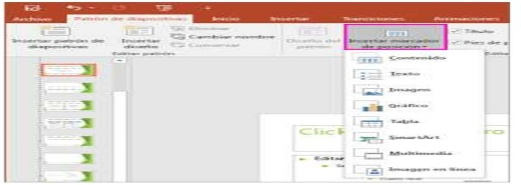 Archivo Patrón de diapositivas Inicio Insertar Transiciones Animaciones
Insertar patrón de diapositivas
Insertar diseño
Eliminar
Cambiar nombre
Conservar
Diseño del patrón
Insertar marcador de posición
Título
Pies de p
Editar patrón
Contenido
Texto
Imagen
Gráfico
Tabla
SmartArt
Multimedia
Imagen en línea
Click
ro
Editar